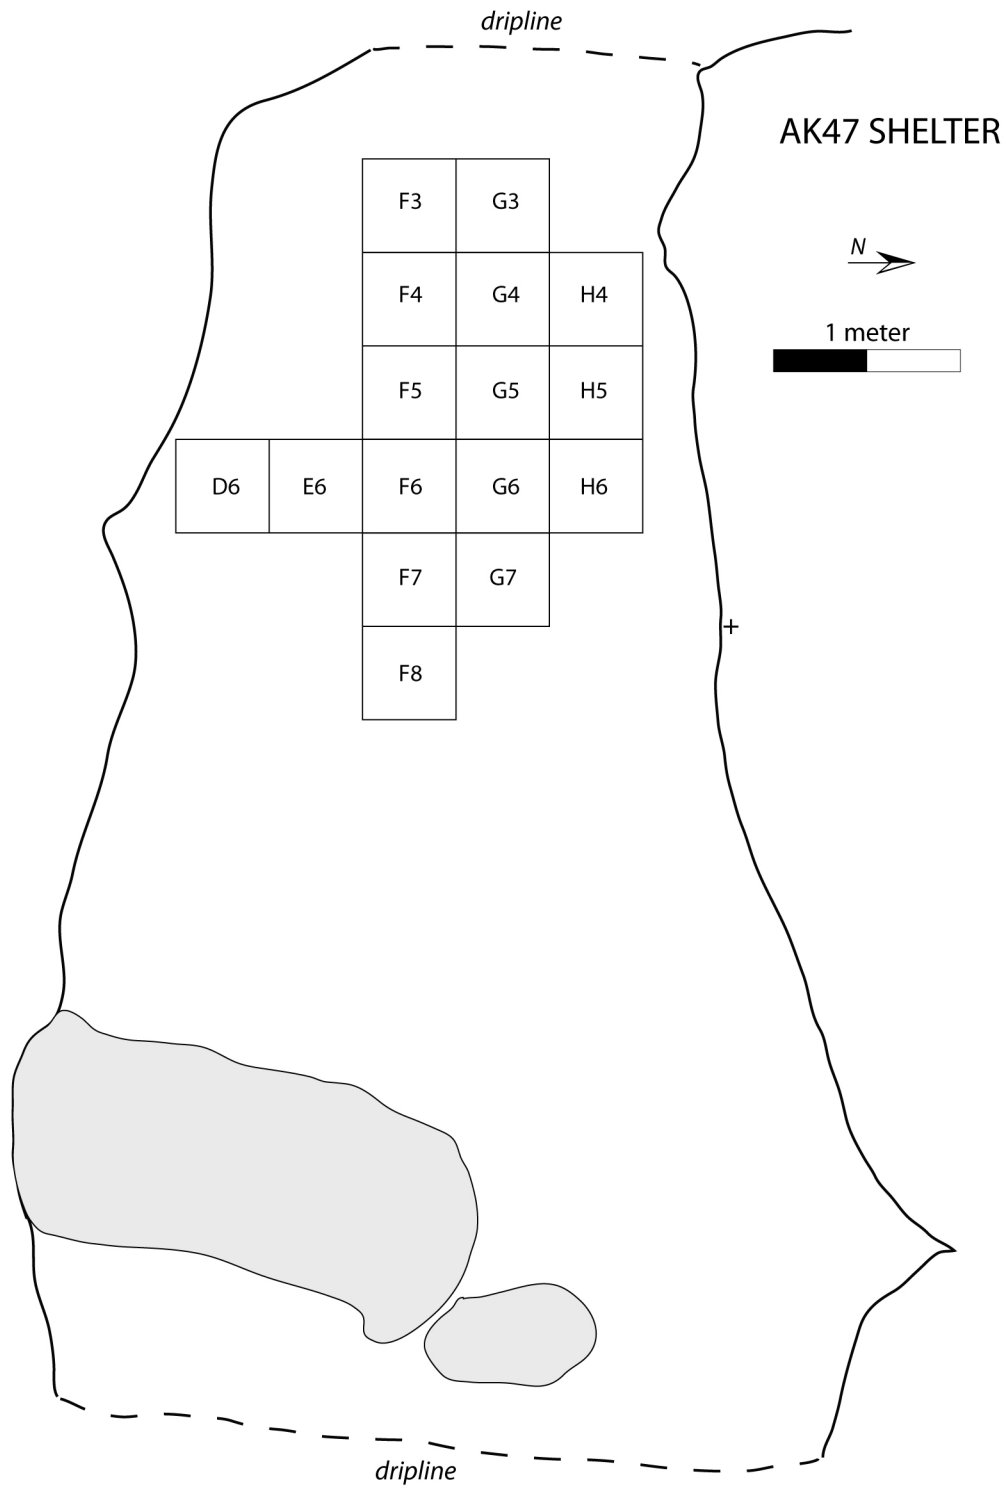 dripline
AK47 SHELTER
N
1 meter
F3 G3
F4 G4 H4
F5 G5 H5
D6 E6 F6 G6 H6
F7 G7
F8
dripline